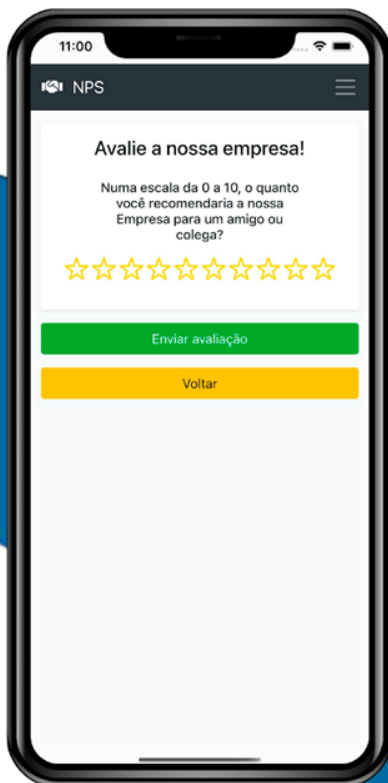 11:00
NPS
Avalie a nossa empresa!
Numa escala da 0 a 10, o quanto
você recomendaria a nossa
Empresa para um amigo ou
colega?
Enviar avaliação
Voltar